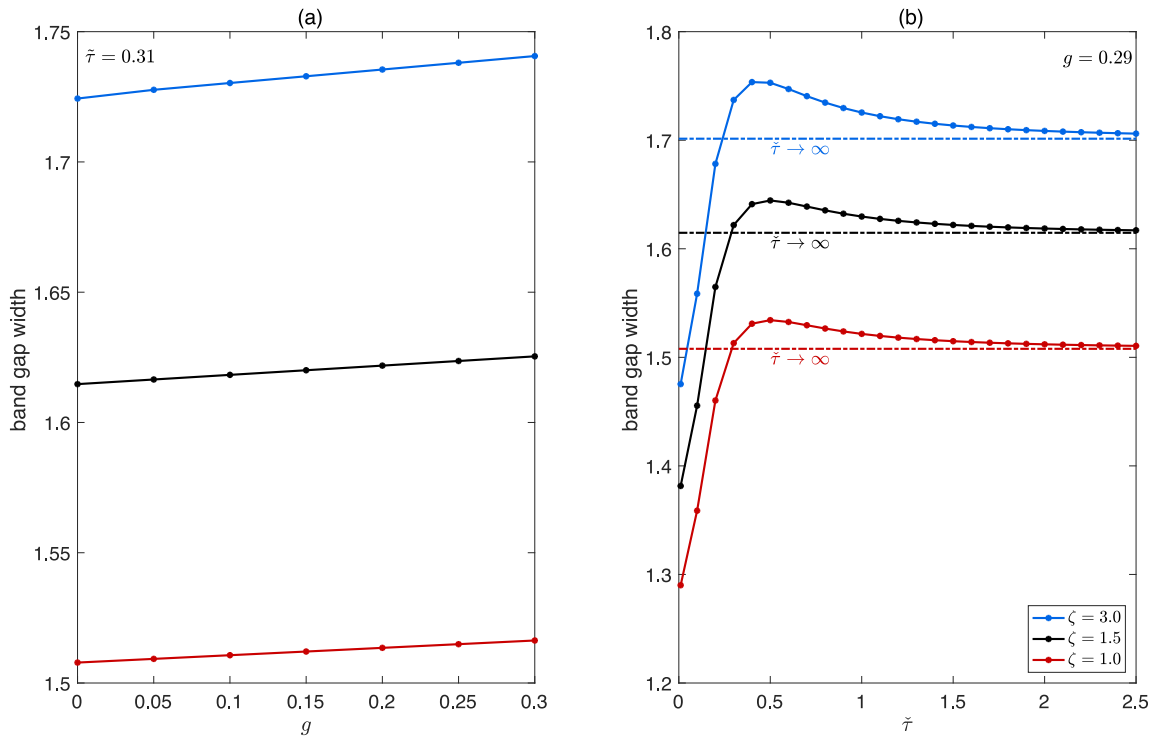 (a)
τ̃ = 0.31
band gap width
1.75
1.7
1.65
1.6
1.55
1.5
0 0.05 0.1 0.15 0.2 0.25 0.3
g
(b)
g = 0.29
band gap width
1.8
1.7
1.6
1.5
1.4
1.3
1.2
τ̌ → ∞
τ̌ → ∞
τ̌ → ∞
ζ = 3.0
ζ = 1.5
ζ = 1.0
0 0.5 1 1.5 2 2.5
τ̌